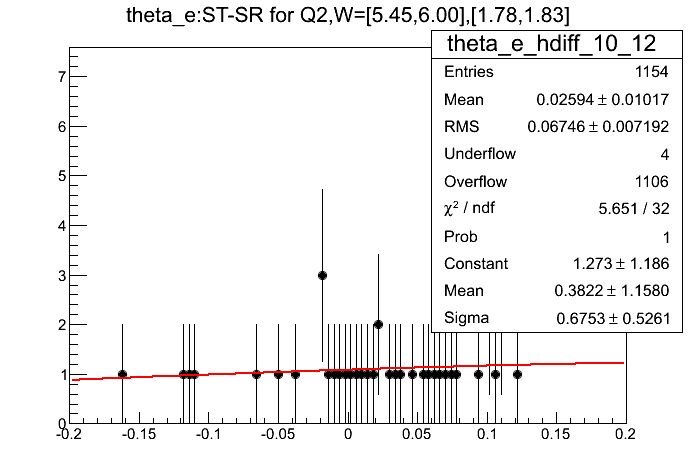 theta_e:ST-SR for Q2,W=[5.45,6.00],[1.78,1.83]
theta_e_hdiff_10_12
Entries 1154
Mean 0.02594 ± 0.01017
RMS 0.06746 ± 0.007192
Underflow 4
Overflow 1106
χ² / ndf 5.651 / 32
Prob 1
Constant 1.273 ± 1.186
Mean 0.3822 ± 1.1580
Sigma 0.6753 ± 0.5261
7
6
5
4
3
2
1
0
-0.2 -0.15 -0.1 -0.05 0 0.05 0.1 0.15 0.2